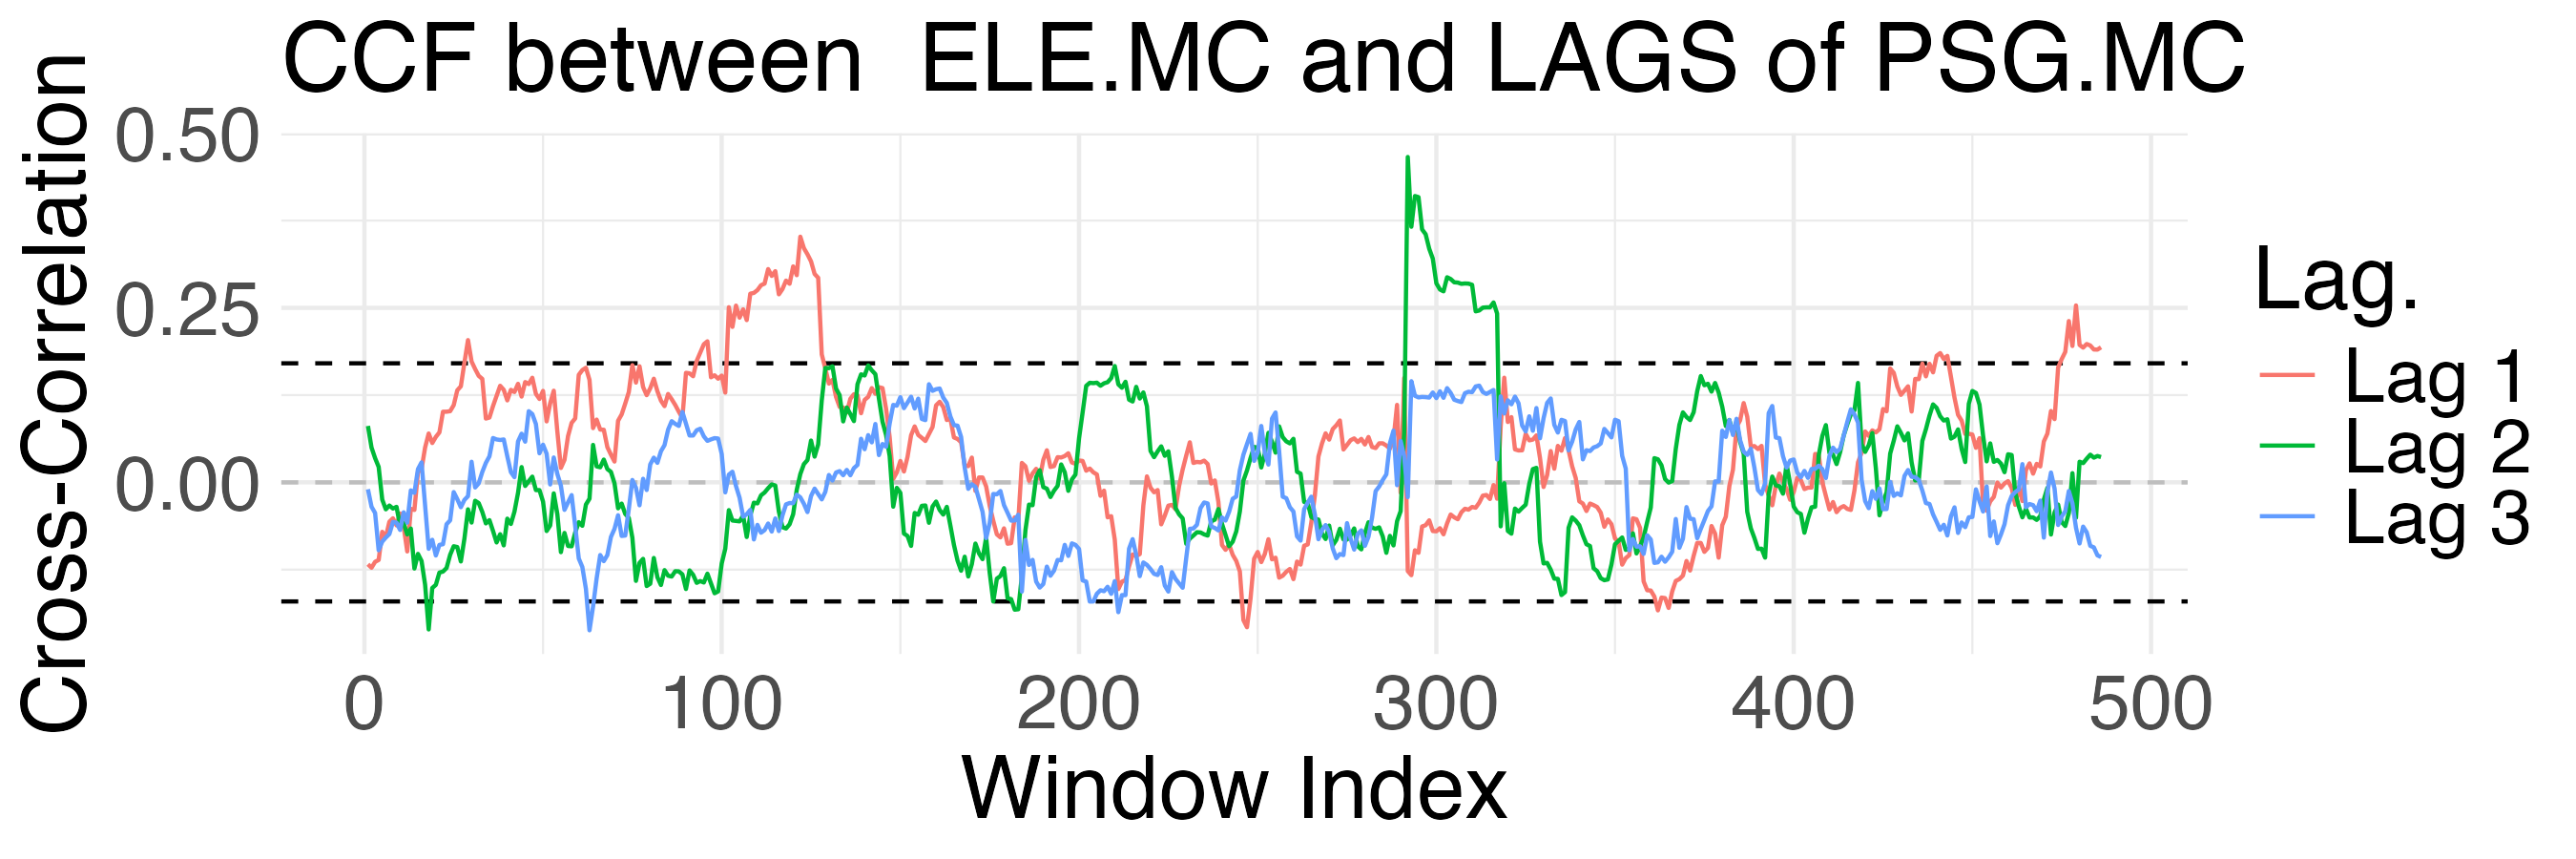 CCF between  ELE.MC and LAGS of PSG.MC
Cross-Correlation
0.50
0.25
0.00
0 100 200 300 400 500
Window Index
Lag.
Lag 1
Lag 2
Lag 3